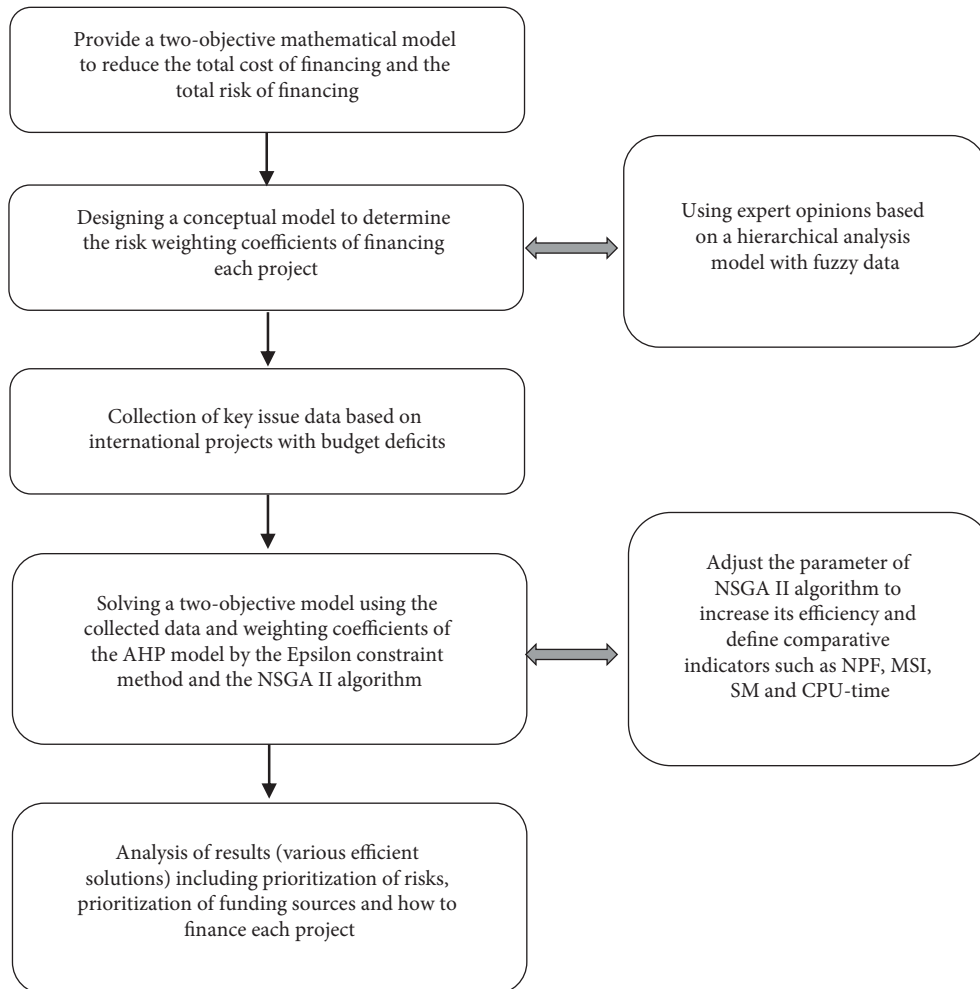 Provide a two-objective mathematical model
to reduce the total cost of financing and the
total risk of financing
Designing a conceptual model to determine
the risk weighting coefficients of financing
each project
Using expert opinions based
on a hierarchical analysis
model with fuzzy data
Collection of key issue data based on
international projects with budget deficits
Solving a two-objective model using the
collected data and weighting coefficients of
the AHP model by the Epsilon constraint
method and the NSGA II algorithm
Adjust the parameter of
NSGA II algorithm to
increase its efficiency and
define comparative
indicators such as NPF, MSI,
SM and CPU-time
Analysis of results (various efficient
solutions) including prioritization of risks,
prioritization of funding sources and how to
finance each project